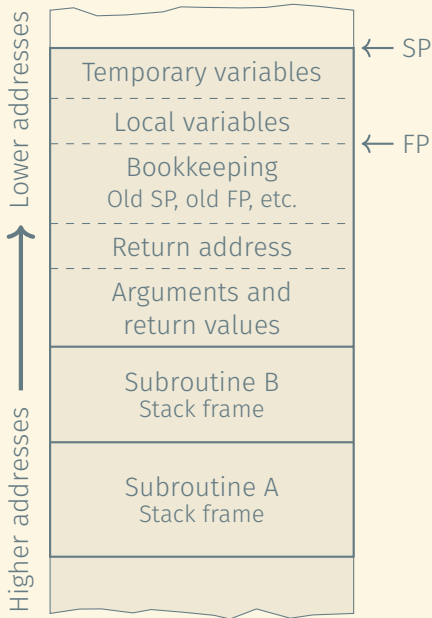 SP
Temporary variables
Local variables
FP
Bookkeeping
Old SP, old FP, etc.
Return address
Arguments and
return values
Subroutine B
Stack frame
Subroutine A
Stack frame
Lower addresses
Higher addresses